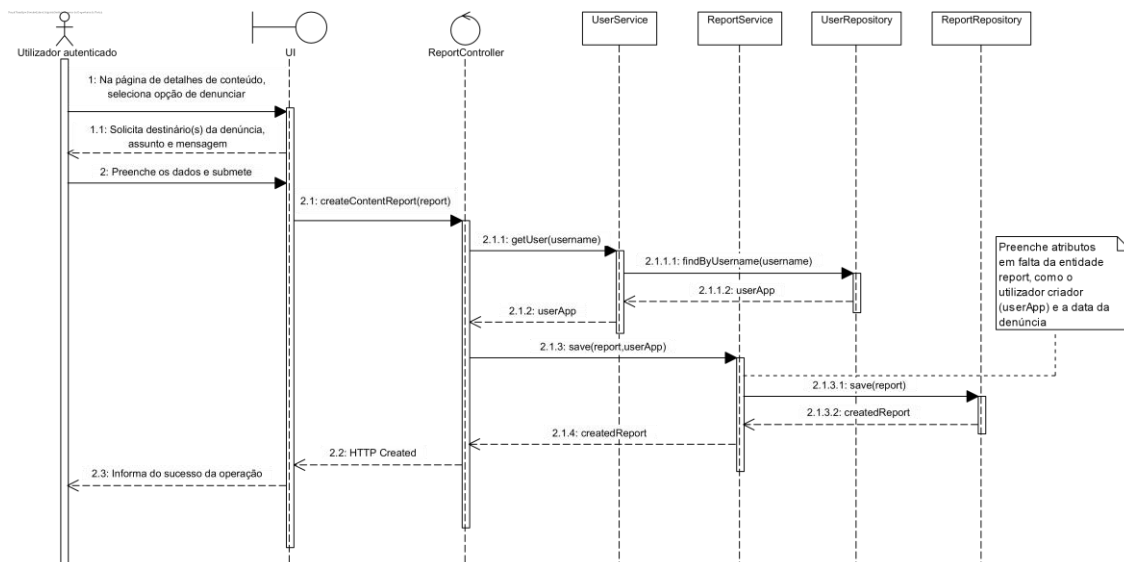 UserService
ReportService
UserRepository
ReportRepository
Utilizador autenticado
UI
ReportController
1: Na página de detalhes de conteúdo,
seleciona opção de denunciar
1.1: Solicita destinário(s) da denúncia,
assunto e mensagem
2: Preenche os dados e submete
2.1: createContentReport(report)
2.1.1: getUser(username)
2.1.1.1: findByUsername(username)
2.1.1.2: userApp
2.1.2: userApp
Preenche atributos
em falta da entidade
report, como o
utilizador criador
(userApp) e a data da
denúncia
2.1.3: save(report,userApp)
2.1.3.1: save(report)
2.1.3.2: createdReport
2.1.4: createdReport
2.2: HTTP Created
2.3: Informa do sucesso da operação